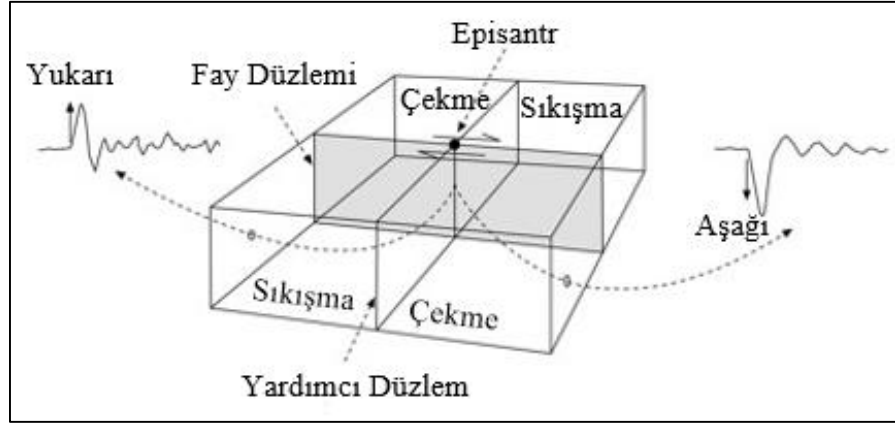 Episantr
Yukarı
Fay Düzlemi
Çekme
Sıkışma
Aşağı
Sıkışma
Çekme
Yardımcı Düzlem